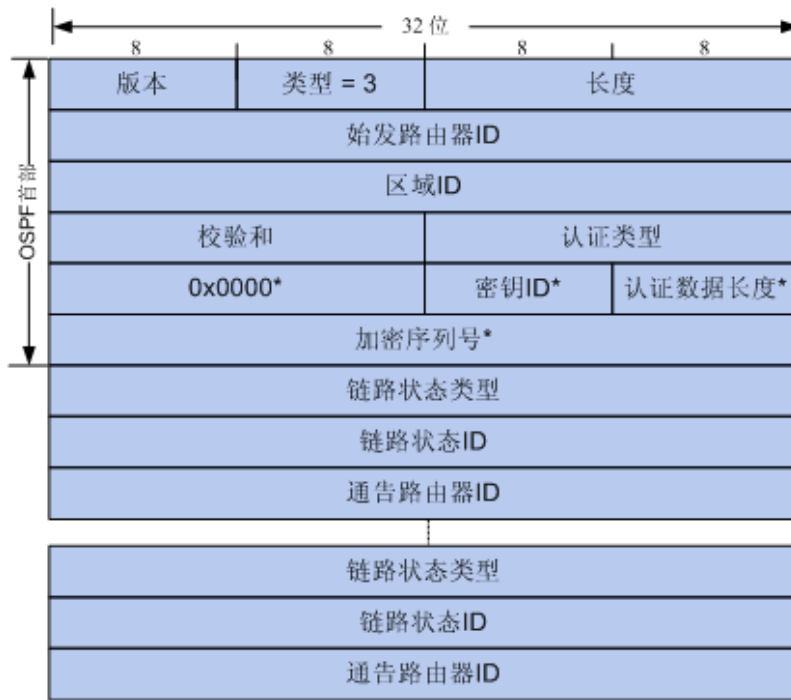 32 位
8 8 8 8
版本 类型 = 3 长度
始发路由器ID
区域ID
校验和 认证类型
0x0000* 密钥ID* 认证数据长度*
加密序列号*
OSPF首部
链路状态类型
链路状态ID
通告路由器ID
链路状态类型
链路状态ID
通告路由器ID